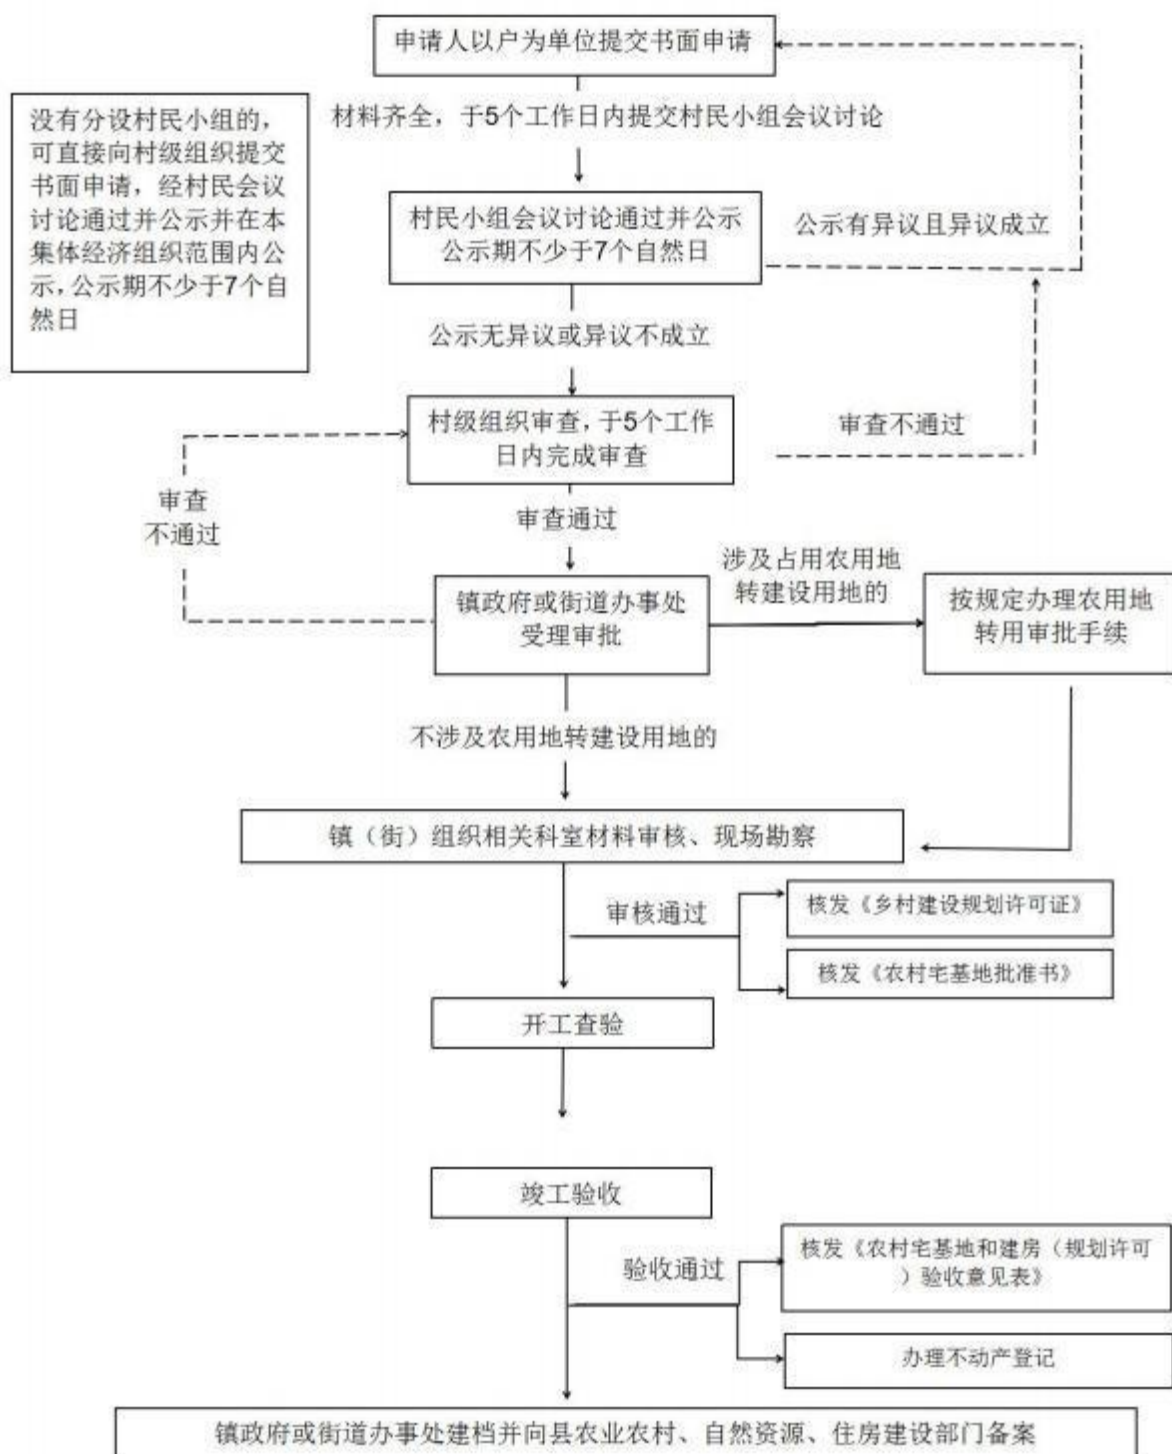 申请人以户为单位提交书面申请
没有分设村民小组的，
可直接向村级组织提交
书面申请，经村民会议
讨论通过并公示并在本
集体经济组织范围内公
示，公示期不少于7个自
然日
材料齐全，于5个工作日内提交村民小组会议讨论
村民小组会议讨论通过并公示
公示期不少于7个自然日
公示有异议且异议成立
公示无异议或异议不成立
村级组织审查，于5个工作
日内完成审查
审查不通过
审查
不通过
审查通过
镇政府或街道办事处
受理审批
涉及占用农用地
转建设用地的
按规定办理农用地
转用审批手续
不涉及农用地转建设用地的
镇（街）组织相关科室材料审核、现场勘察
审核通过
核发《乡村建设规划许可证》
核发《农村宅基地批准书》
开工查验
竣工验收
验收通过
核发《农村宅基地和建房（规划许可
）验收意见表》
办理不动产登记
镇政府或街道办事处建档并向县农业农村、自然资源、住房建设部门备案